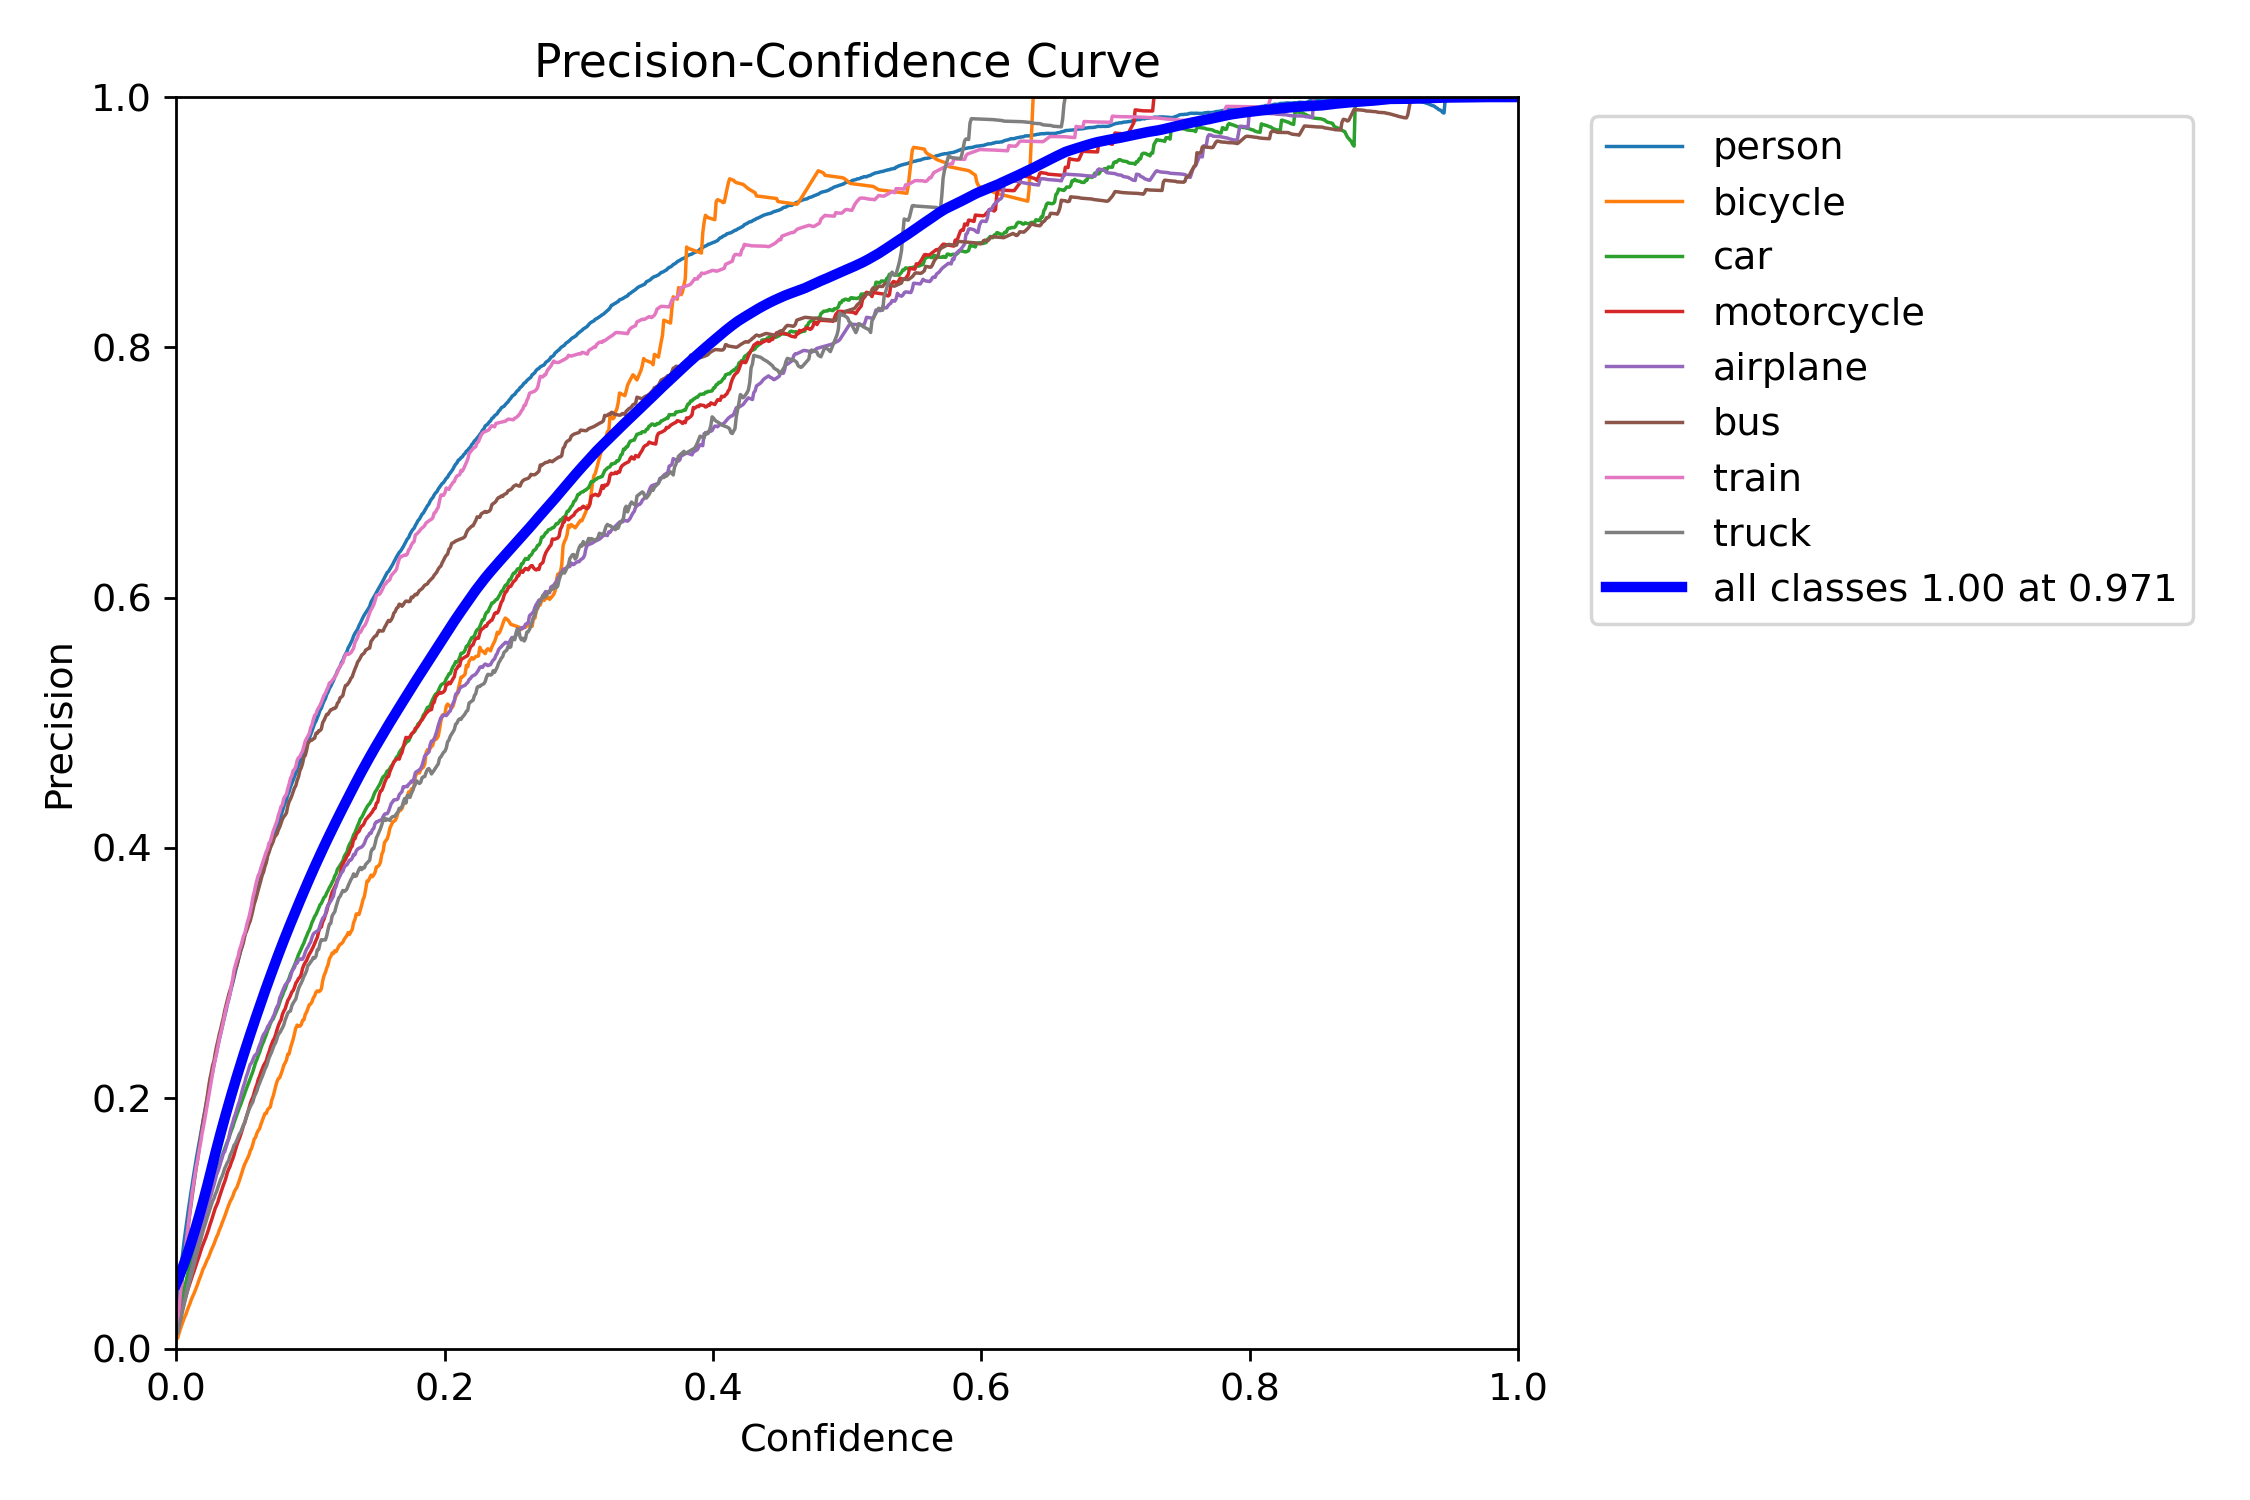 Precision-Confidence Curve
1.0
0.8
0.6
0.4
0.2
0.0
Precision
0.0 0.2 0.4 0.6 0.8 1.0
Confidence
person
bicycle
car
motorcycle
airplane
bus
train
truck
all classes 1.00 at 0.971